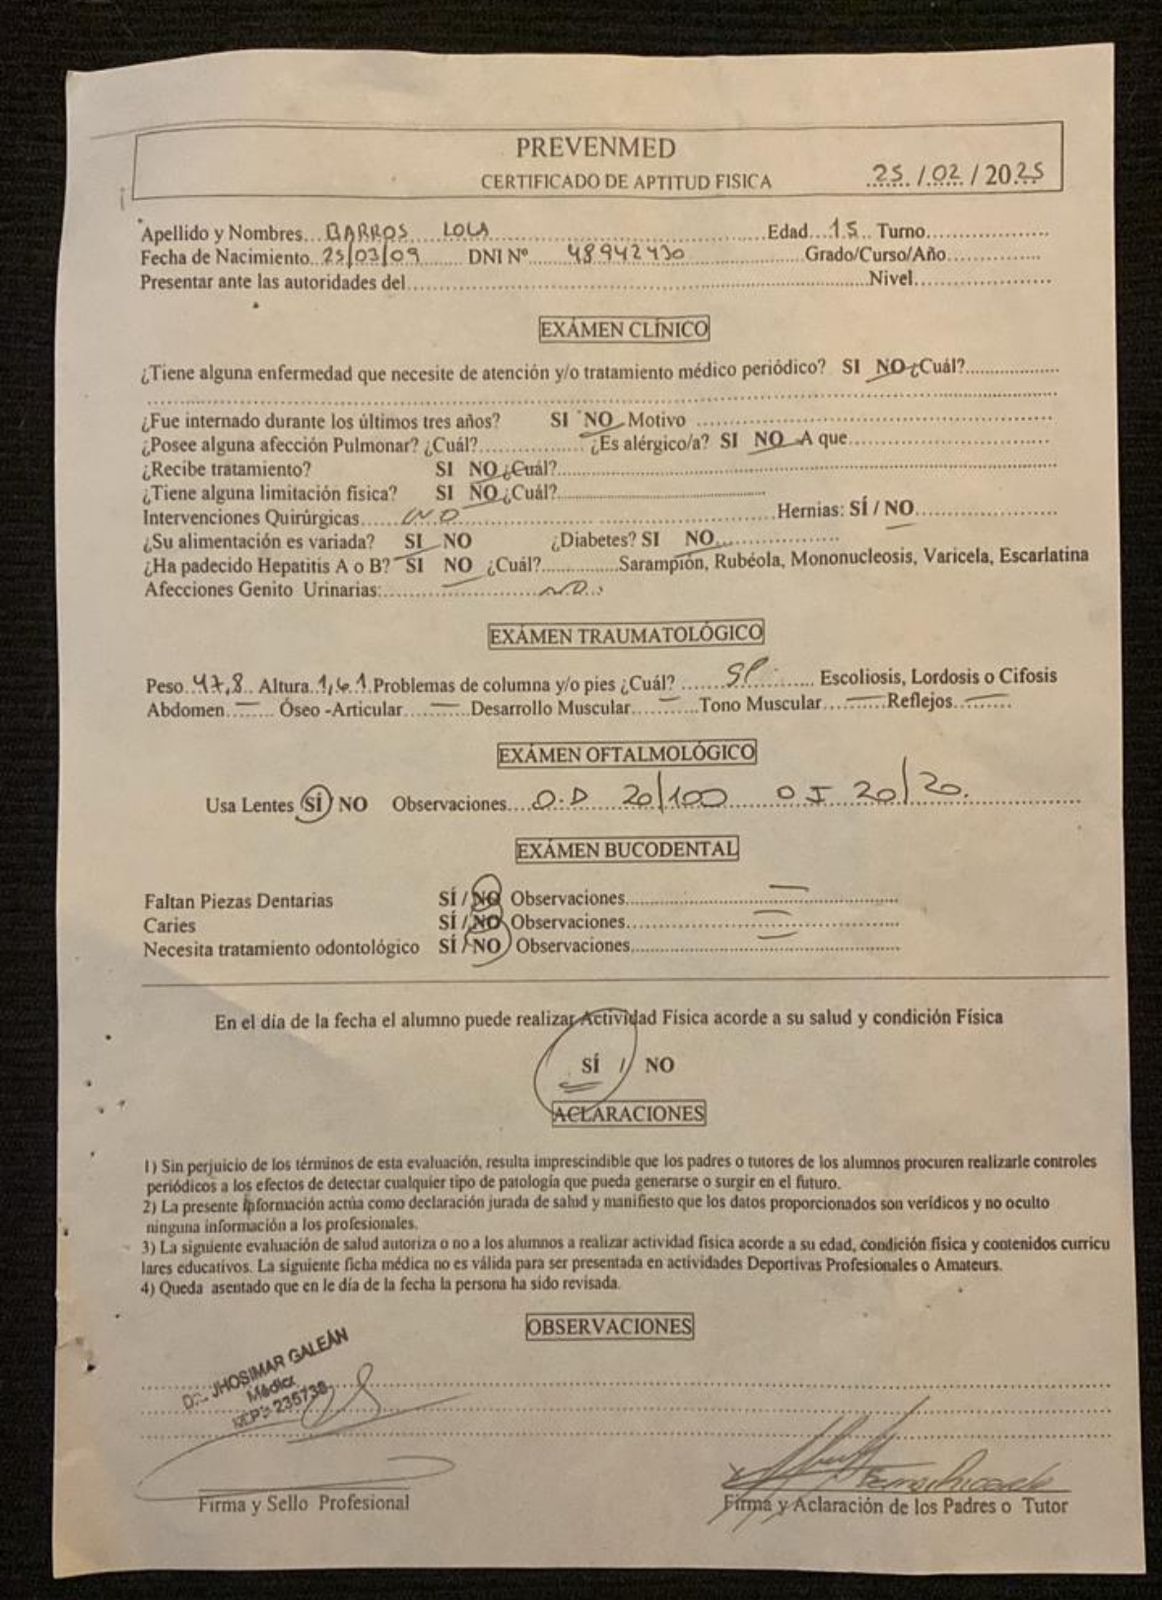 PREVENMED
CERTIFICADO DE APTITUD FISICA 25/02/2025
Apellido y Nombres...BARROS LOLA...Edad...15...Turno...
Fecha de Nacimiento..25/03/09...DNI Nº...48942430...Grado/Curso/Año...
Presentar ante las autoridades del...Nivel...
EXÁMEN CLÍNICO
¿Tiene alguna enfermedad que necesite de atención y/o tratamiento médico periódico? SI NO ¿Cuál?...
¿Fue internado durante los últimos tres años? SI NO Motivo ...
¿Posee alguna afección Pulmonar? ¿Cuál?...¿Es alérgico/a? SI NO A que...
¿Recibe tratamiento? SI NO ¿Cuál?...
¿Tiene alguna limitación física? SI NO ¿Cuál?...
Intervenciones Quirúrgicas...NO...Hernias: SÍ / NO...
¿Su alimentación es variada? SI NO ¿Diabetes? SI NO...
¿Ha padecido Hepatitis A o B? SI NO ¿Cuál?...Sarampión, Rubéola, Mononucleosis, Varicela, Escarlatina
Afecciones Genito Urinarias:...NO...
EXÁMEN TRAUMATOLÓGICO
Peso..47,8..Altura..1,61.Problemas de columna y/o pies ¿Cuál? ... Escoliosis, Lordosis o Cifosis
Abdomen...Óseo -Articular...Desarrollo Muscular...Tono Muscular...Reflejos...
EXÁMEN OFTALMOLÓGICO
Usa Lentes SÍ / NO Observaciones....O.D 20/100 O I 20/20.
EXÁMEN BUCODENTAL
Faltan Piezas Dentarias SÍ / NO Observaciones...
Caries SÍ / NO Observaciones...
Necesita tratamiento odontológico SÍ / NO Observaciones...
En el día de la fecha el alumno puede realizar Actividad Física acorde a su salud y condición Física
SÍ / NO
ACLARACIONES
1) Sin perjuicio de los términos de esta evaluación, resulta imprescindible que los padres o tutores de los alumnos procuren realizarle controles
periódicos a los efectos de detectar cualquier tipo de patología que pueda generarse o surgir en el futuro.
2) La presente información actúa como declaración jurada de salud y manifiesto que los datos proporcionados son verídicos y no oculto
ninguna información a los profesionales.
3) La siguiente evaluación de salud autoriza o no a los alumnos a realizar actividad física acorde a su edad, condición física y contenidos curricu
lares educativos. La siguiente ficha médica no es válida para ser presentada en actividades Deportivas Profesionales o Amateurs.
4) Queda asentado que en le día de la fecha la persona ha sido revisada.
OBSERVACIONES
JHOSIMAR GALEÁN
235738
Firma y Sello Profesional
Firma y Aclaración de los Padres o Tutor